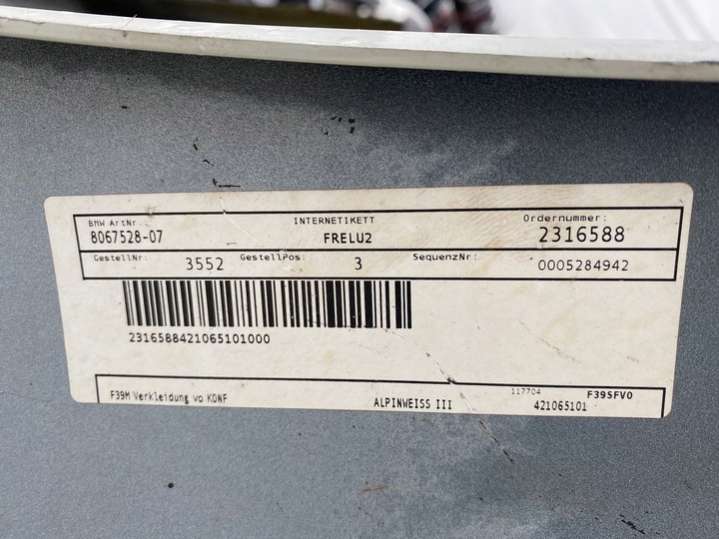 BMW ArtNr. INTERNETIKETT Ordernummer:
8067528-07 FRELU2 2316588
GestellNr: 3552 GestellPos: 3 SequenzNr: 0005284942
2316588421065101000
F39M Verkleidung vo KONF ALPINWEISS III 117704 421065101 F39SFV0